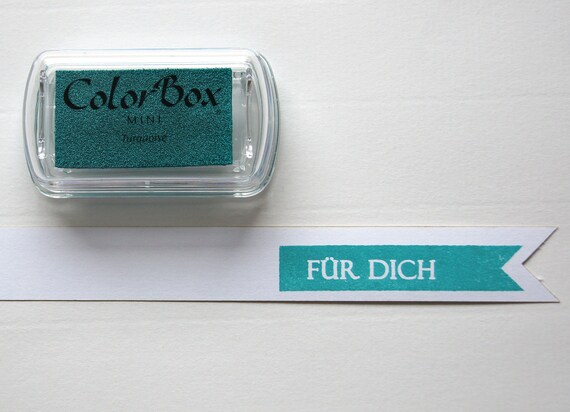 ColorBox
MINI
Turquoise
FÜR DICH